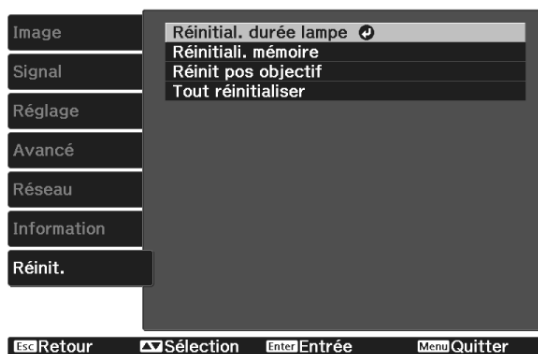 Image
Signal
Réglage
Avancé
Réseau
Information
Réinit.
Réinitial. durée lampe
Réinitiali. mémoire
Réinit pos objectif
Tout réinitialiser
Esc Retour Sélection Enter Entrée Menu Quitter